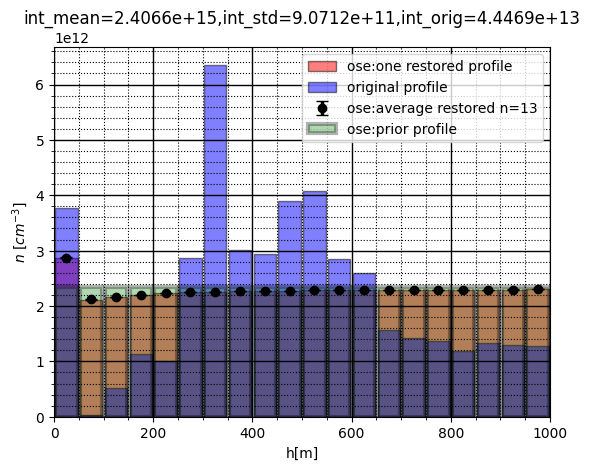 int_mean=2.4066e+15,int_std=9.0712e+11,int_orig=4.4469e+13
1e12
ose:one restored profile
original profile
ose:average restored n=13
ose:prior profile
6
5
4
3
2
1
0
n [cm⁻³]
0 200 400 600 800 1000
h[m]